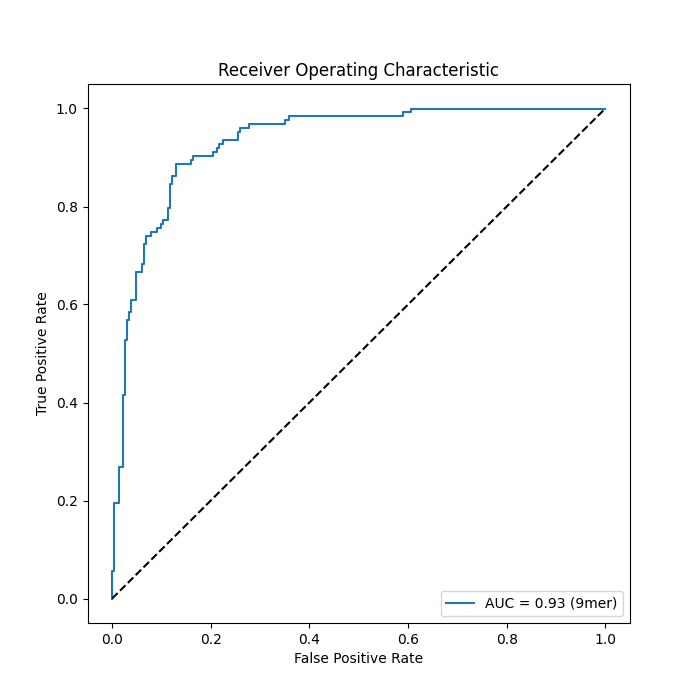 Receiver Operating Characteristic
1.0
0.8
0.6
0.4
0.2
0.0
True Positive Rate
AUC = 0.93 (9mer)
0.0 0.2 0.4 0.6 0.8 1.0
False Positive Rate